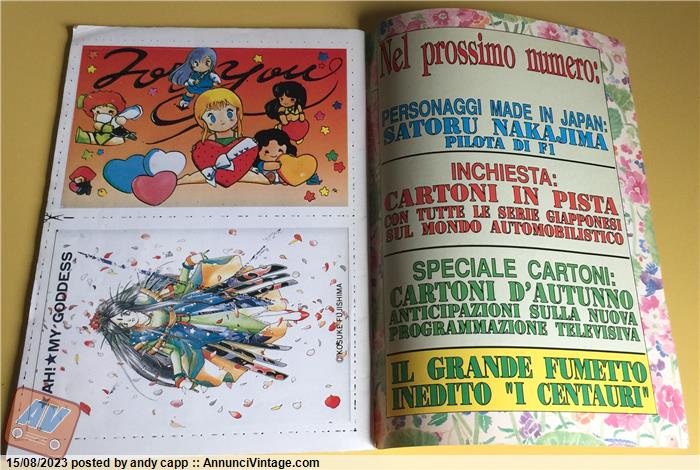 For You
AH! ★ MY GODDESS
© KOSUKE FUJISHIMA
Nel prossimo numero:
PERSONAGGI MADE IN JAPAN:
SATORU NAKAJIMA
PILOTA DI F1
INCHIESTA:
CARTONI IN PISTA
CON TUTTE LE SERIE GIAPPONESI
SUL MONDO AUTOMOBILISTICO
SPECIALE CARTONI:
CARTONI D'AUTUNNO
ANTICIPAZIONI SULLA NUOVA
PROGRAMMAZIONE TELEVISIVA
IL GRANDE FUMETTO
INEDITO "I CENTAURI"
AV
15/08/2023 posted by andy capp :: AnnunciVintage.com